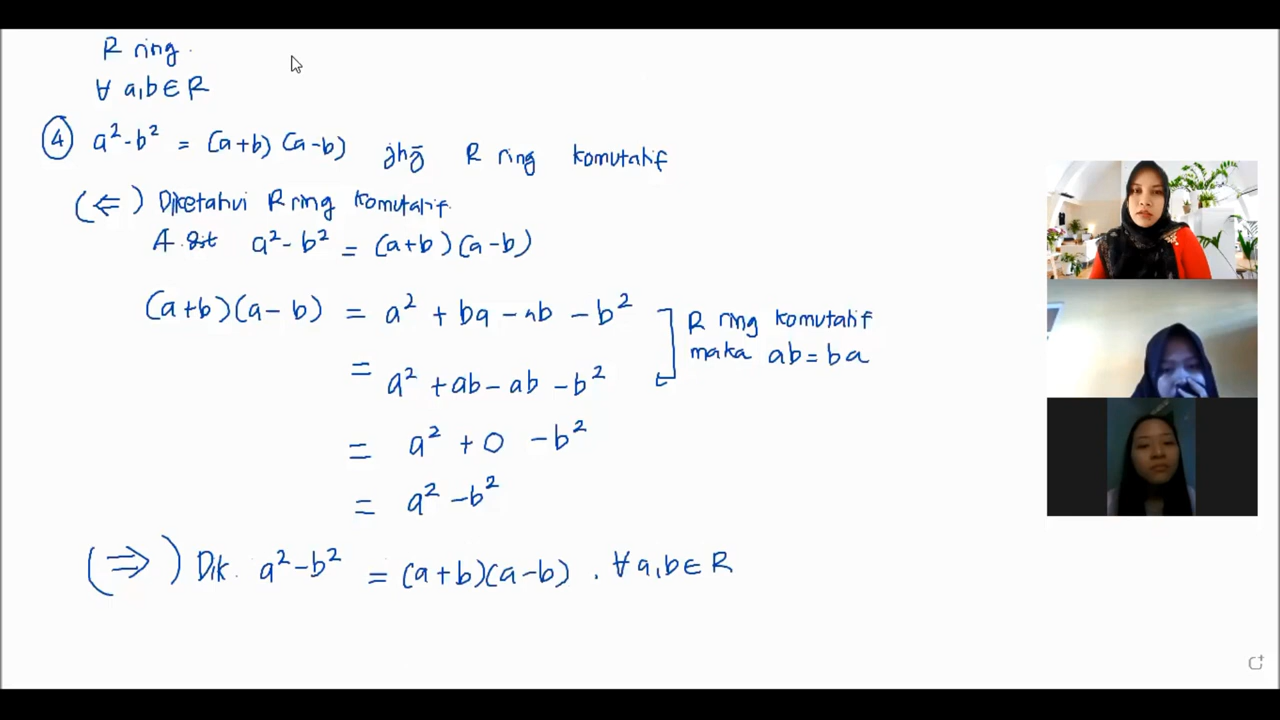 R ring.
∀ a,b ∈ R
④ a² - b² = (a+b) (a-b) jhj R ring komutatif
(⇐) Diketahui R ring komutatif.
a² - b² = (a+b)(a-b)
(a+b)(a-b) = a² + ba - ab - b²
R ring komutatif
maka ab = ba
= a² + ab - ab - b²
= a² + 0 - b²
= a² - b²
(⇒) Dik. a² - b² = (a+b)(a-b) . ∀ a,b ∈ R